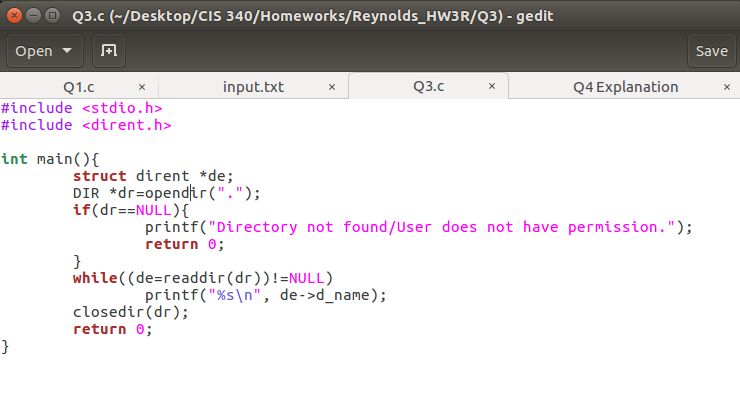 Q3.c (~/Desktop/CIS 340/Homeworks/Reynolds_HW3R/Q3) - gedit
Open Save
Q1.c × input.txt × Q3.c × Q4 Explanation ×
#include <stdio.h>
#include <dirent.h>
int main(){
        struct dirent *de;
        DIR *dr=opendir(".");
        if(dr==NULL){
                printf("Directory not found/User does not have permission.");
                return 0;
        }
        while((de=readdir(dr))!=NULL)
                printf("%s\n", de->d_name);
        closedir(dr);
        return 0;
}